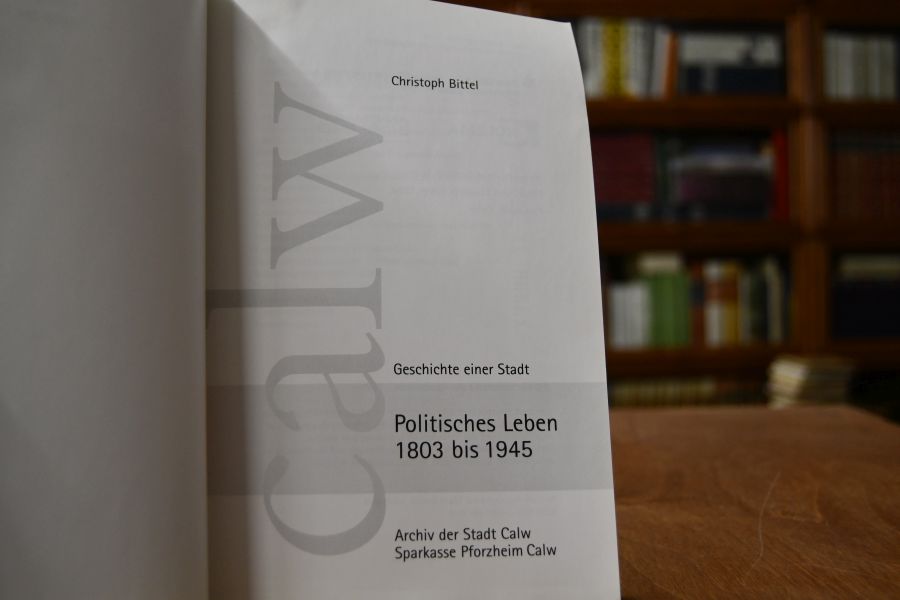 Christoph Bittel
calw
Geschichte einer Stadt
Politisches Leben
1803 bis 1945
Archiv der Stadt Calw
Sparkasse Pforzheim Calw